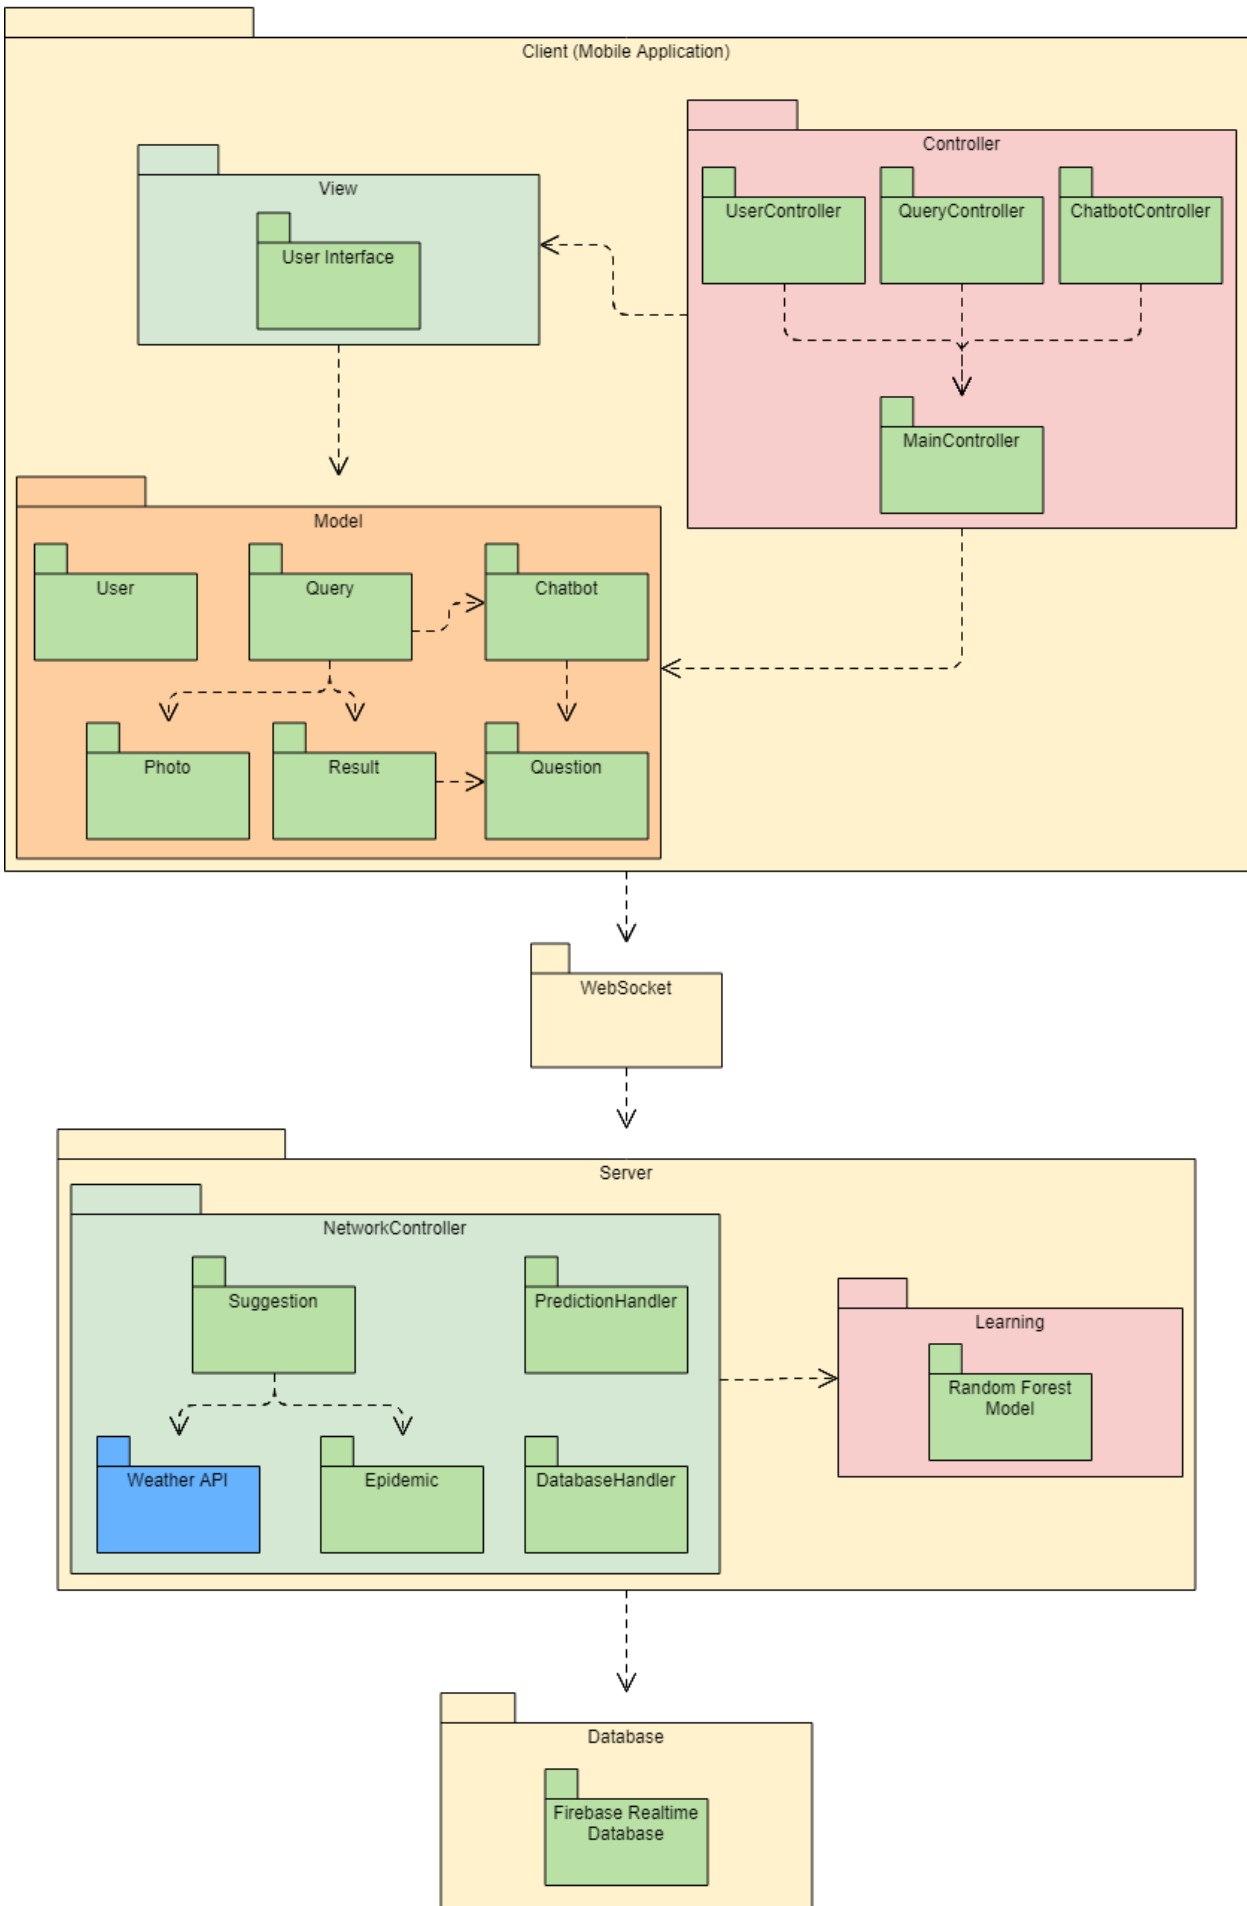 Client (Mobile Application)
Controller
UserController
QueryController
ChatbotController
View
User Interface
MainController
Model
User
Query
Chatbot
Photo
Result
Question
WebSocket
Server
NetworkController
Suggestion
PredictionHandler
Learning
Random Forest
Model
Weather API
Epidemic
DatabaseHandler
Database
Firebase Realtime
Database